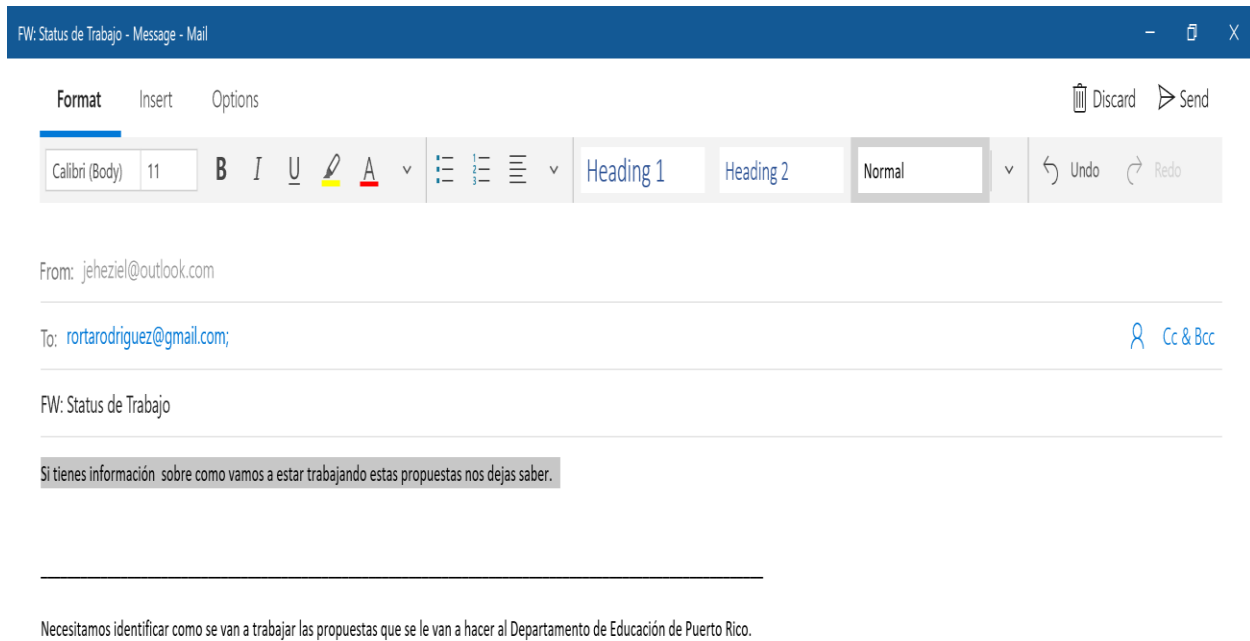 FW: Status de Trabajo - Message - Mail
Format Insert Options Discard Send
Calibri (Body) 11 B I U A Heading 1 Heading 2 Normal Undo Redo
From: jeheziel@outlook.com
To: rortarodriguez@gmail.com; Cc & Bcc
FW: Status de Trabajo
Si tienes información  sobre como vamos a estar trabajando estas propuestas nos dejas saber.
Necesitamos identificar como se van a trabajar las propuestas que se le van a hacer al Departamento de Educación de Puerto Rico.